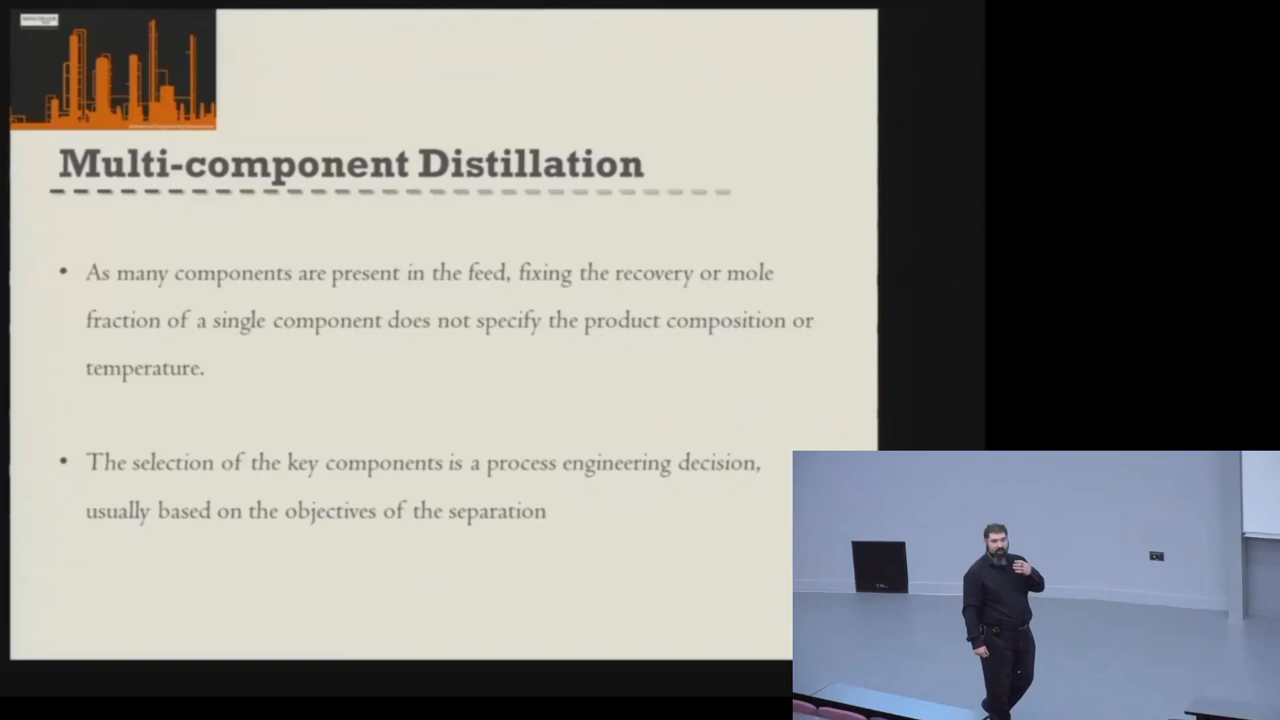 Multi-component Distillation
• As many components are present in the feed, fixing the recovery or mole
fraction of a single component does not specify the product composition or
temperature.
• The selection of the key components is a process engineering decision,
usually based on the objectives of the separation